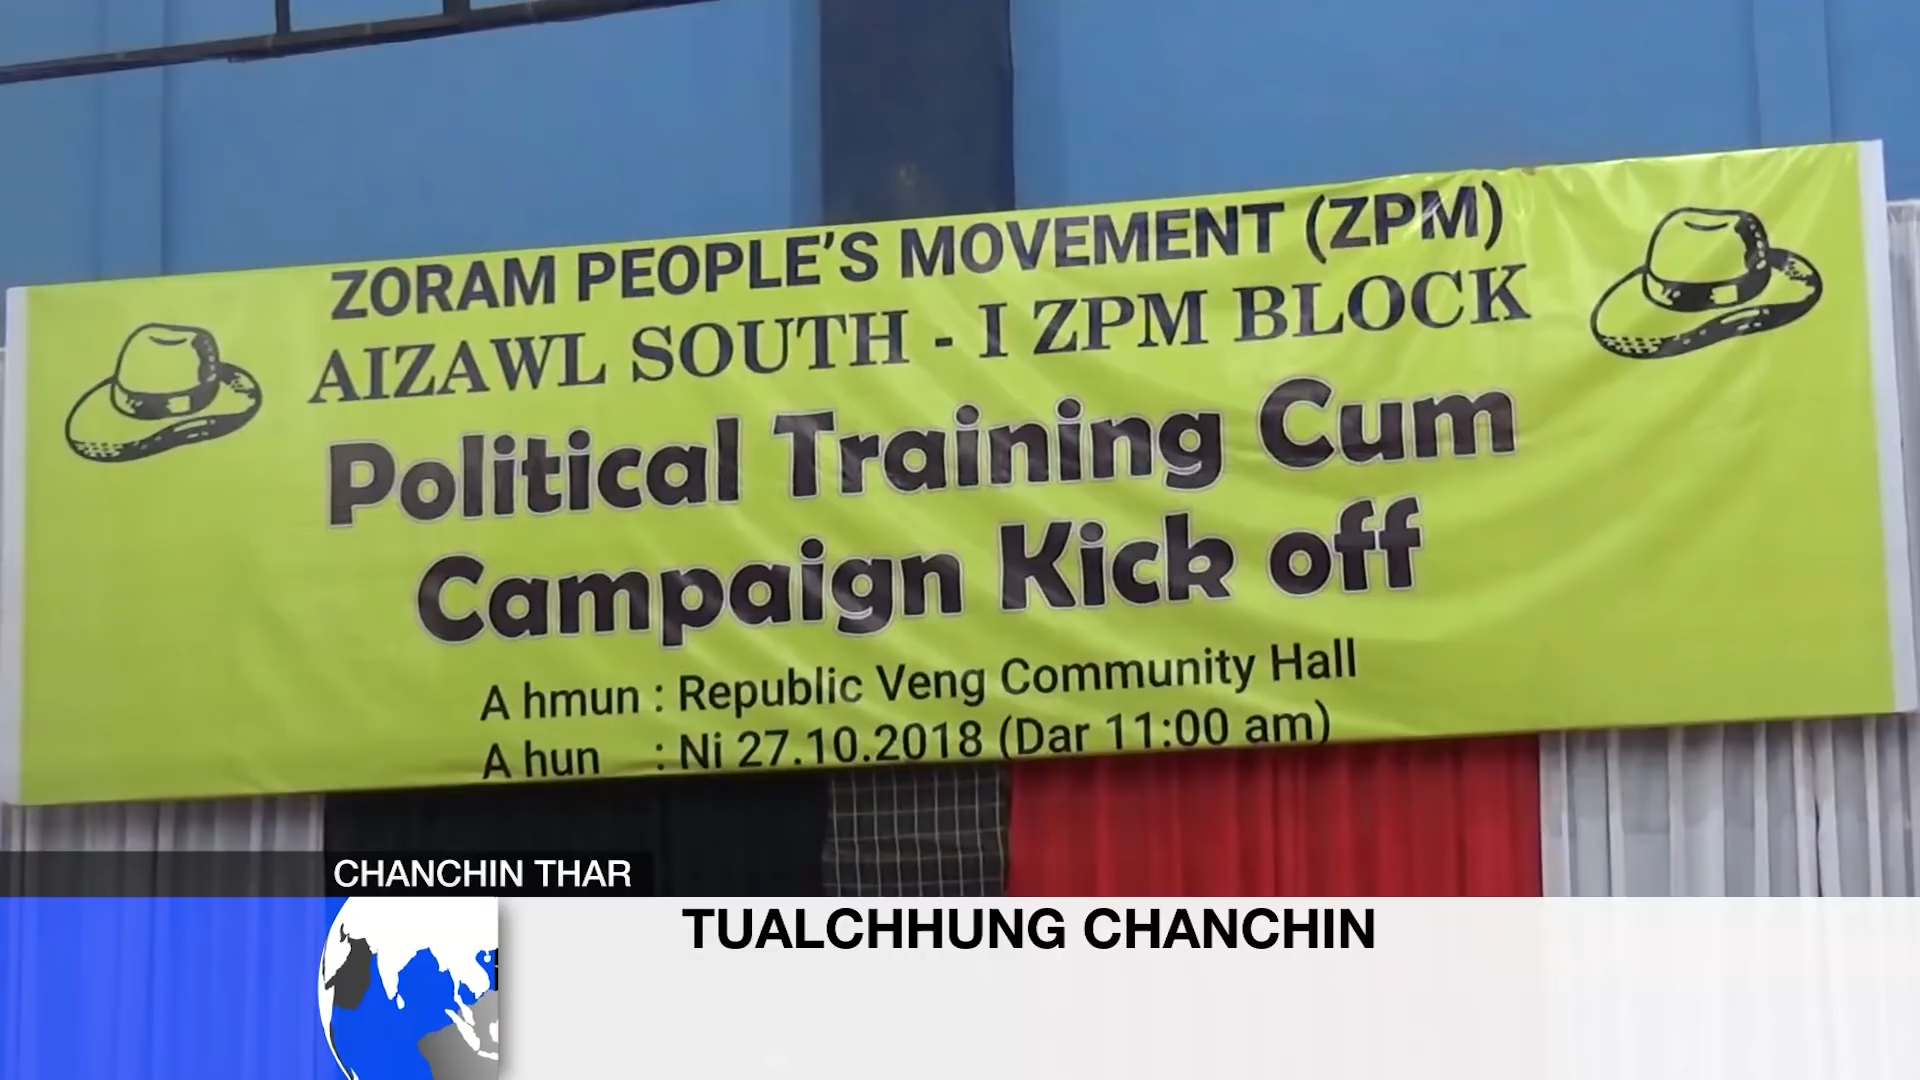 ZORAM PEOPLE'S MOVEMENT (ZPM)
AIZAWL SOUTH - I ZPM BLOCK
Political Training Cum
Campaign Kick off
A hmun : Republic Veng Community Hall
A hun : Ni 27.10.2018 (Dar 11:00 am)
CHANCHIN THAR
TUALCHHUNG CHANCHIN